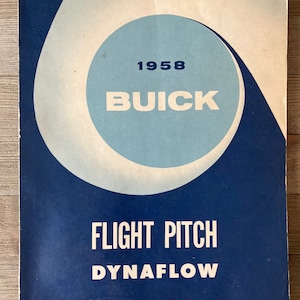 1958
BUICK
FLIGHT PITCH
DYNAFLOW